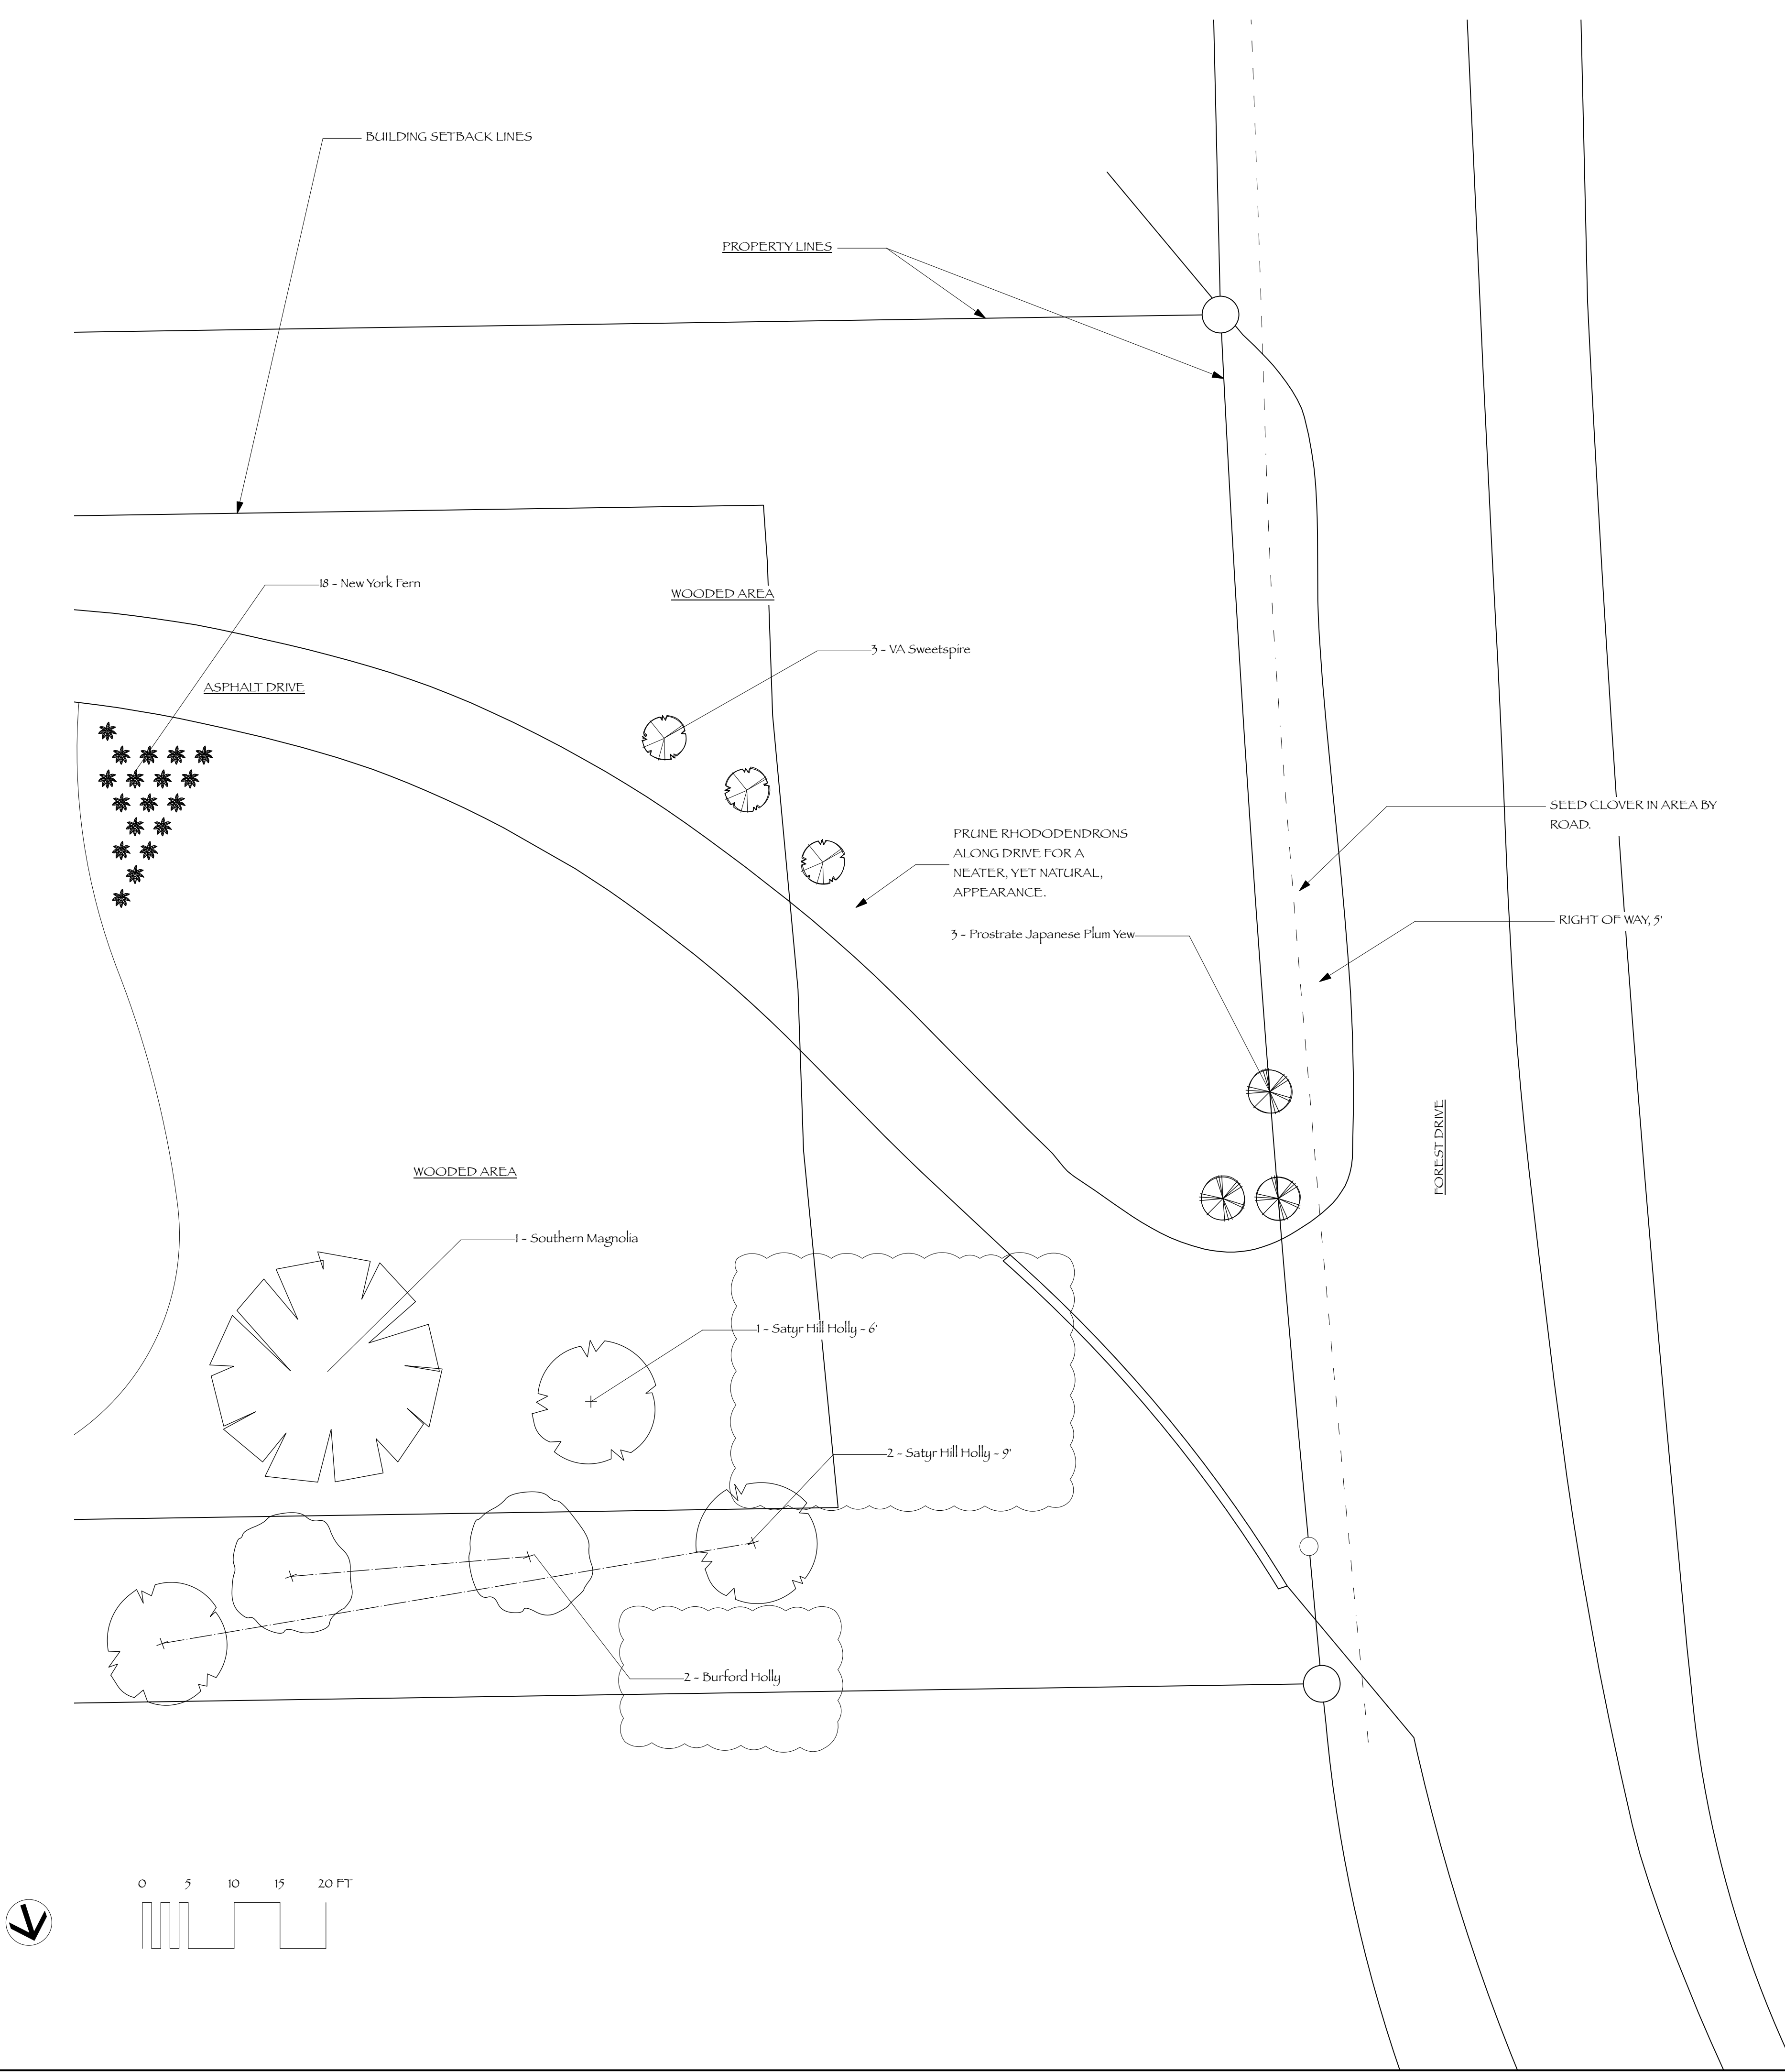 BUILDING SETBACK LINES
PROPERTY LINES
18 - New York Fern
WOODED AREA
3 - VA Sweetspire
ASPHALT DRIVE
SEED CLOVER IN AREA BY
ROAD.
PRUNE RHODODENDRONS
ALONG DRIVE FOR A
NEATER, YET NATURAL,
APPEARANCE.
RIGHT OF WAY, 5'
3 - Prostrate Japanese Plum Yew
FOREST DRIVE
WOODED AREA
1 - Southern Magnolia
1 - Satyr Hill Holly - 6'
2 - Satyr Hill Holly - 9'
2 - Burford Holly
0 5 10 15 20 FT